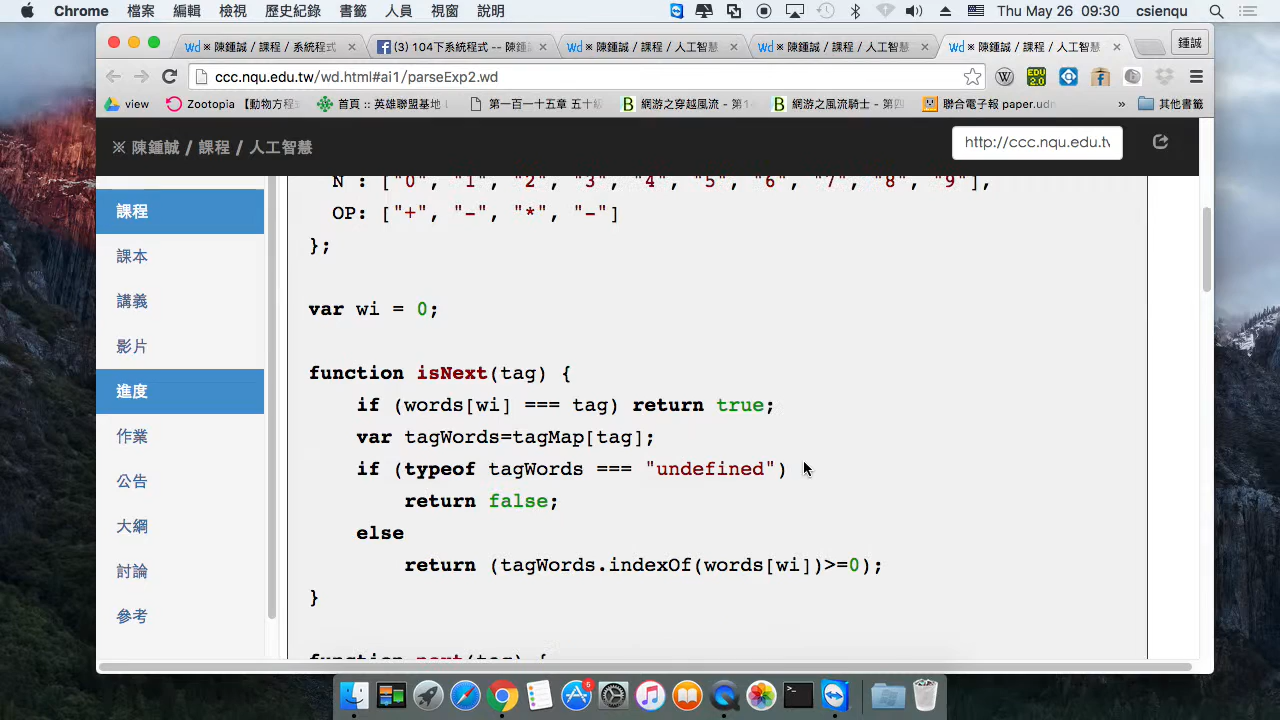 Chrome 檔案 編輯 檢視 歷史紀錄 書籤 人員 視窗 說明 Thu May 26 09:30 csienqu
※ 陳鍾誠 / 課程 / 系統程式 (3) 104下系統程式 -- 陳鍾 ※ 陳鍾誠 / 課程 / 人工智慧 ※ 陳鍾誠 / 課程 / 人工智慧 ※ 陳鍾誠 / 課程 / 人工智慧 鍾誠
ccc.nqu.edu.tw/wd.html#ai1/parseExp2.wd
view Zootopia 【動物方程 首頁 :: 英雄聯盟基地 第一百一十五章 五十級 網游之穿越風流 - 第14 網游之風流騎士 - 第四 聯合電子報 paper.udn » 其他書籤
※ 陳鍾誠 / 課程 / 人工智慧 http://ccc.nqu.edu.tv
課程
課本
講義
影片
進度
作業
公告
大綱
討論
參考
N : ["0", "1", "2", "3", "4", "5", "6", "7", "8", "9"],
OP: ["+", "-", "*", "-"]
};
var wi = 0;
function isNext(tag) {
if (words[wi] === tag) return true;
var tagWords=tagMap[tag];
if (typeof tagWords === "undefined")
return false;
else
return (tagWords.indexOf(words[wi])>=0);
}
function next(tag) {
6